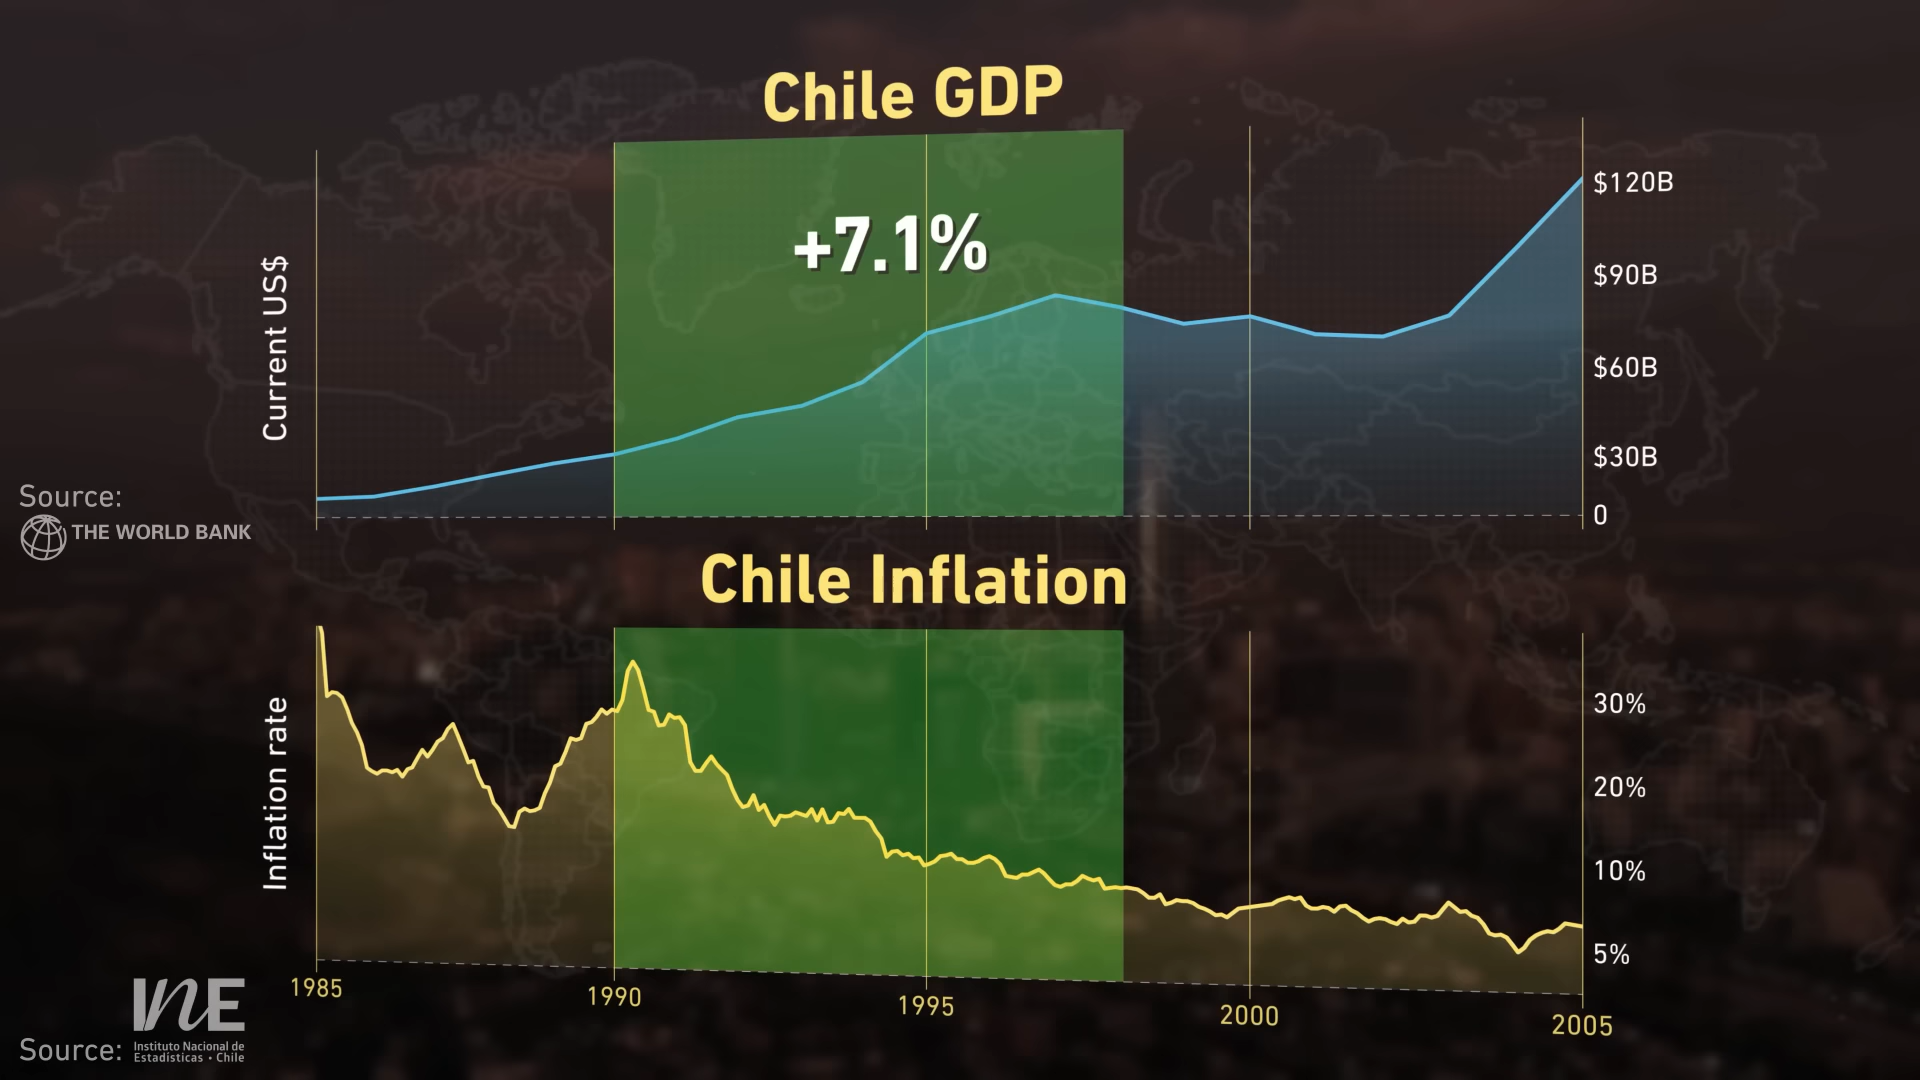 Chile GDP
+7.1%
Current US$
$120B
$90B
$60B
$30B
0
Source:
THE WORLD BANK
Chile Inflation
Inflation rate
30%
20%
10%
5%
1985
1990
1995
2000
2005
INE
Source:
Instituto Nacional de
Estadísticas • Chile